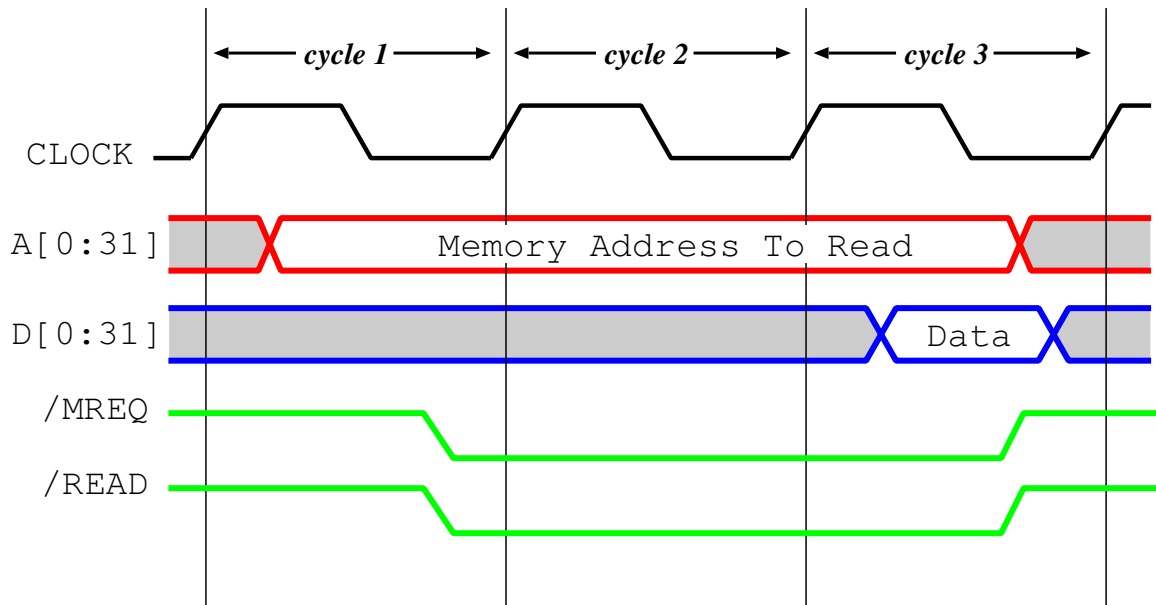 cycle 1 cycle 2 cycle 3
CLOCK
A[0:31] Memory Address To Read
D[0:31] Data
/MREQ
/READ